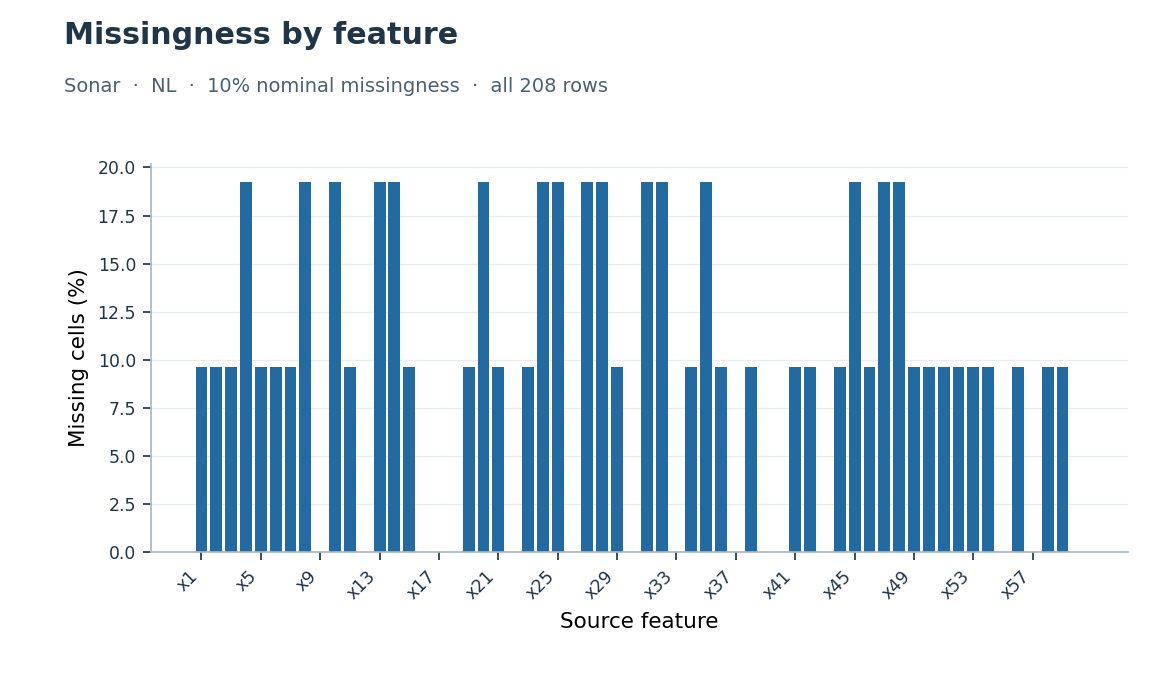 Missingness by feature
Sonar · NL · 10% nominal missingness · all 208 rows
20.0
17.5
15.0
12.5
10.0
7.5
5.0
2.5
0.0
Missing cells (%)
x1 x5 x9 x13 x17 x21 x25 x29 x33 x37 x41 x45 x49 x53 x57
Source feature